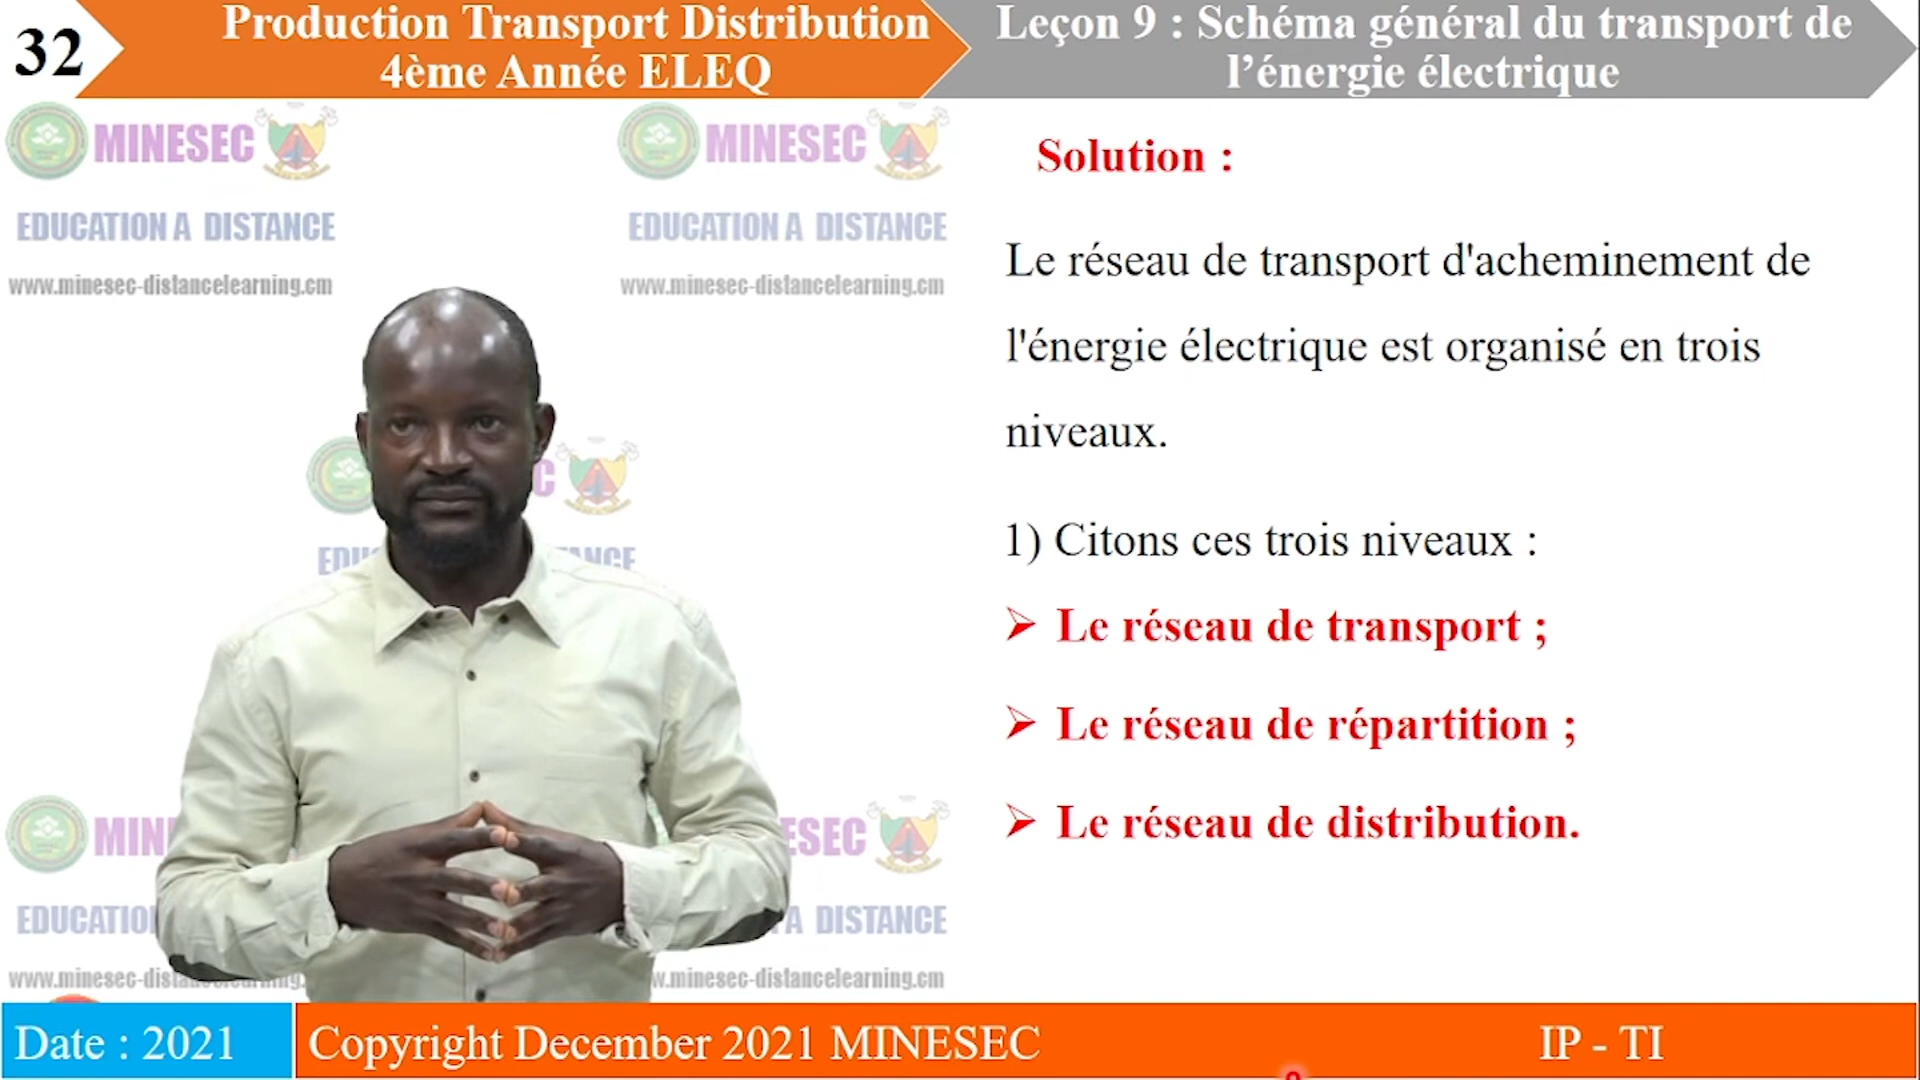 32
Production Transport Distribution
4ème Année ELEQ
Leçon 9 : Schéma général du transport de
l’énergie électrique
MINESEC
EDUCATION A DISTANCE
www.minesec-distancelearning.cm
MINESEC
EDUCATION A DISTANCE
www.minesec-distancelearning.cm
Solution :
Le réseau de transport d'acheminement de
l'énergie électrique est organisé en trois
niveaux.
1) Citons ces trois niveaux :
➢ Le réseau de transport ;
➢ Le réseau de répartition ;
➢ Le réseau de distribution.
Date : 2021
Copyright December 2021 MINESEC
IP - TI